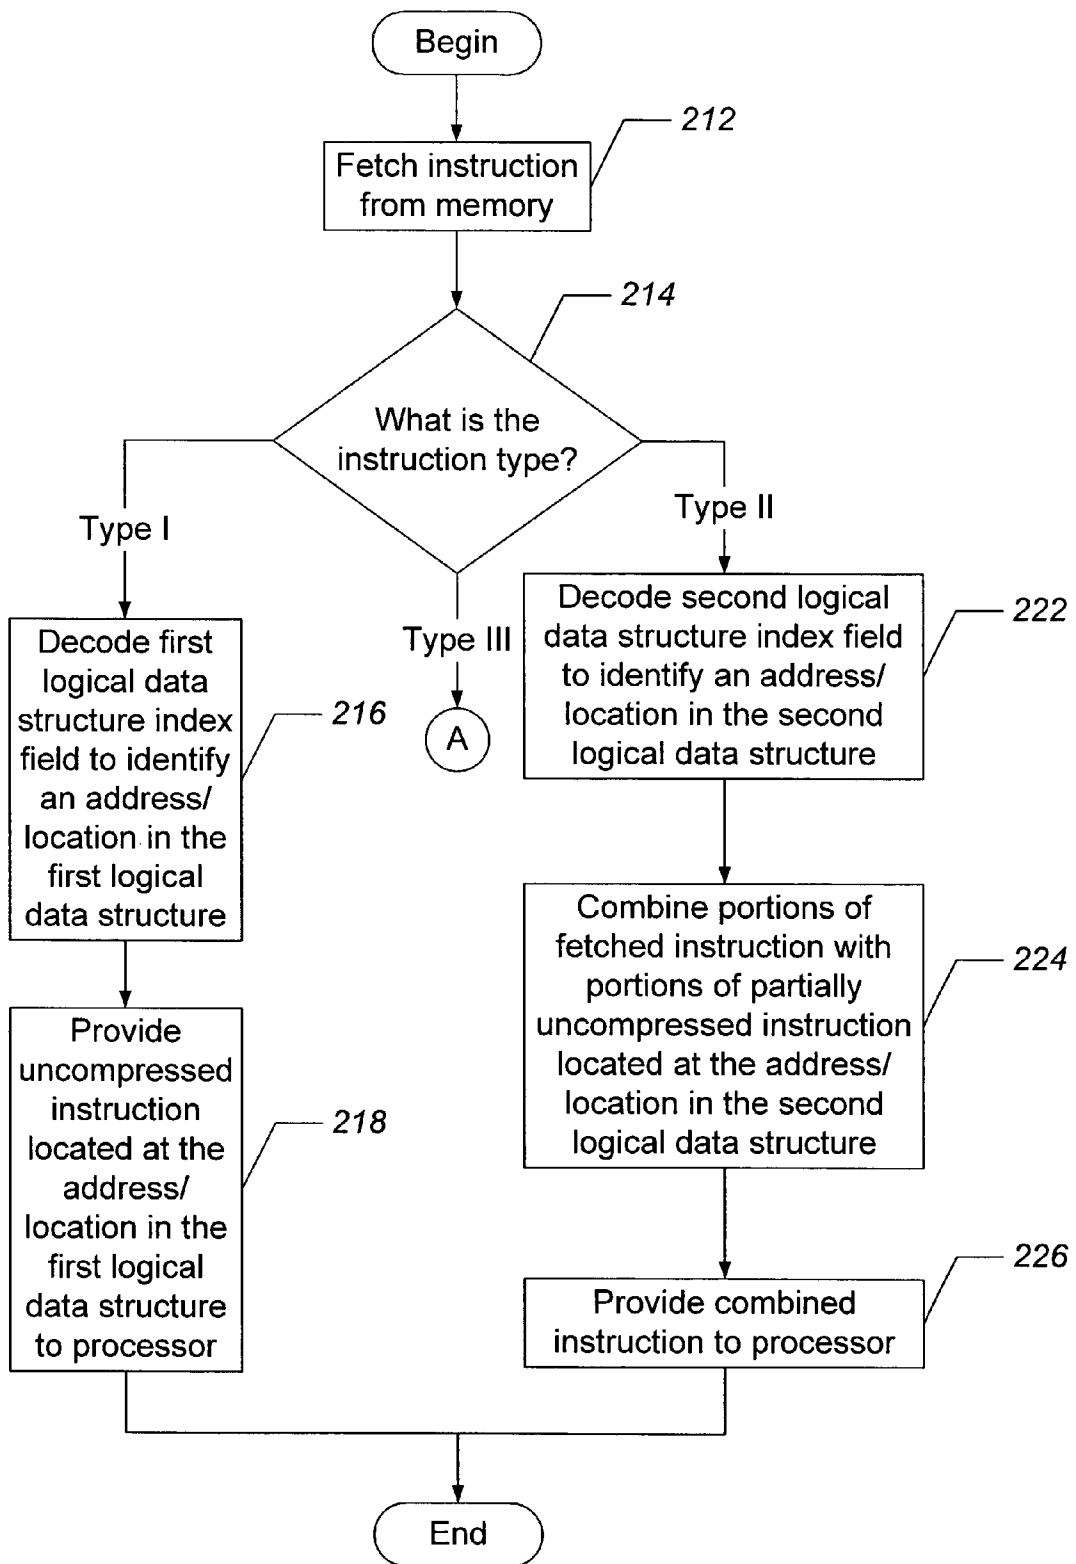 Begin
212
Fetch instruction
from memory
214
What is the
instruction type?
Type I
Type II
Type III
A
Decode first
logical data
structure index
field to identify
an address/
location in the
first logical
data structure
216
Provide
uncompressed
instruction
located at the
address/
location in the
first logical
data structure
to processor
218
Decode second logical
data structure index field
to identify an address/
location in the second
logical data structure
222
Combine portions of
fetched instruction with
portions of partially
uncompressed instruction
located at the address/
location in the second
logical data structure
224
Provide combined
instruction to processor
226
End